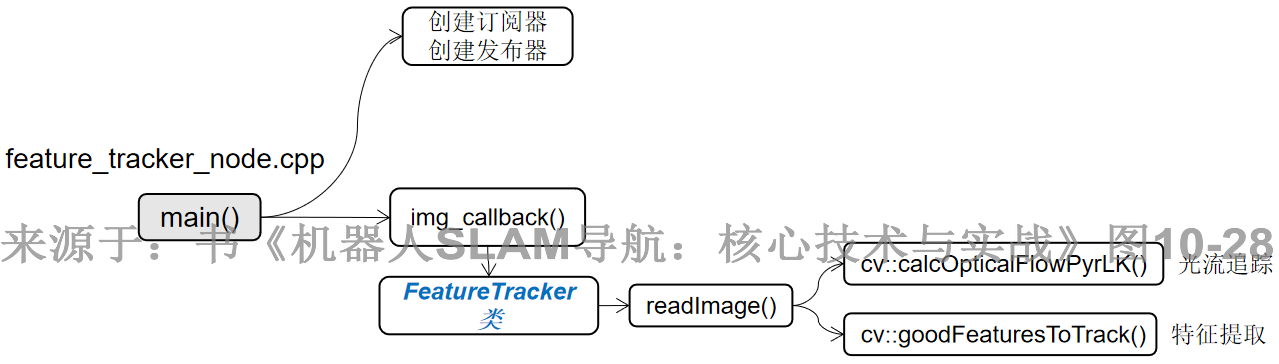 创建订阅器
创建发布器
feature_tracker_node.cpp
main()
img_callback()
来源于：书《机器人SLAM导航：核心技术与实战》图10-28
cv::calcOpticalFlowPyrLK()
光流追踪
FeatureTracker
类
readImage()
cv::goodFeaturesToTrack()
特征提取